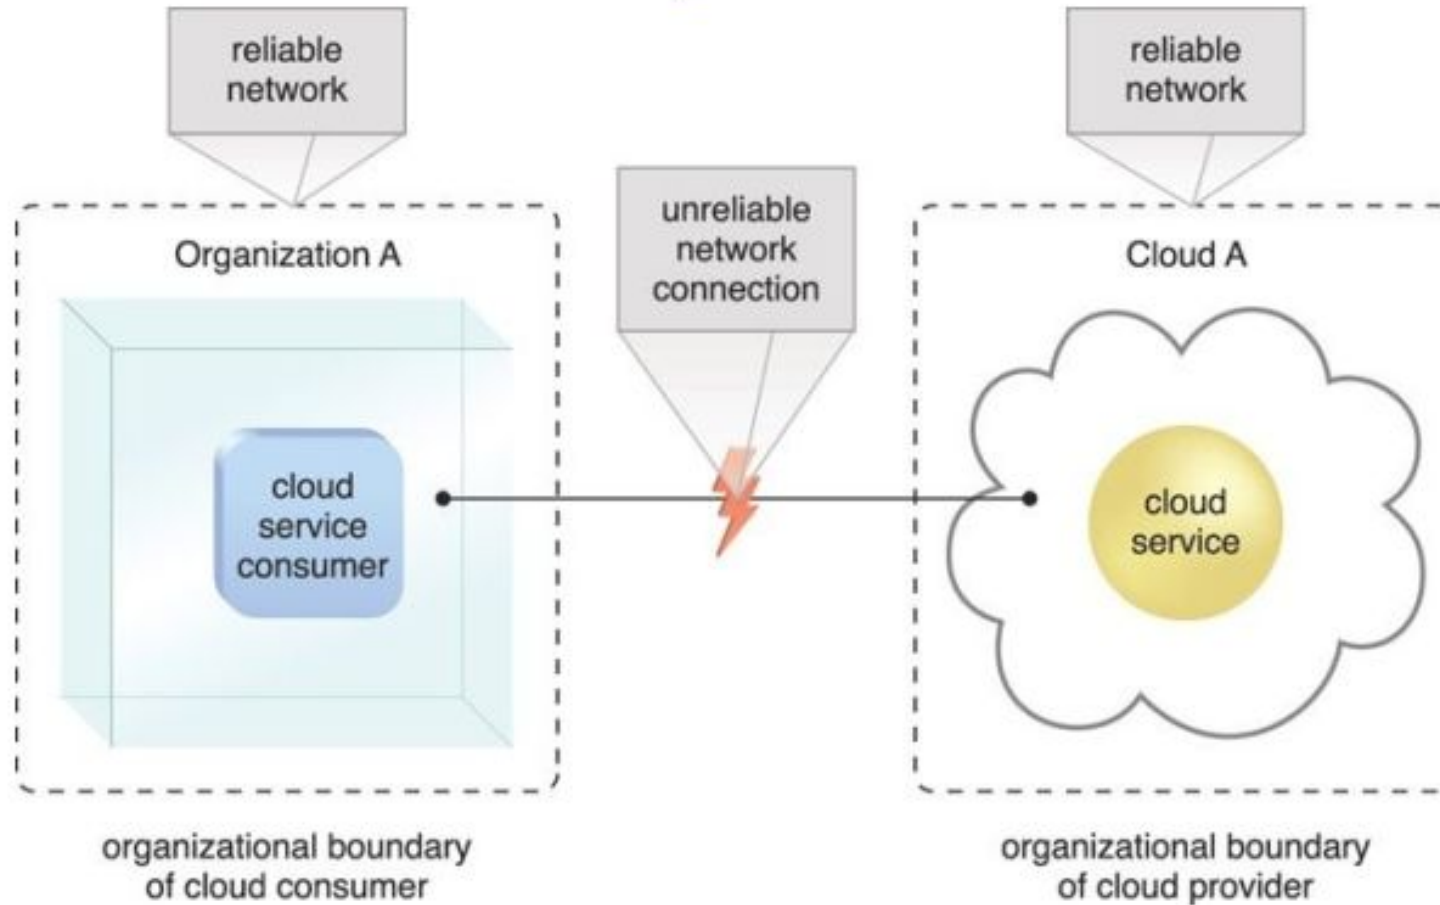 reliable
network
reliable
network
unreliable
network
connection
Organization A
Cloud A
cloud
service
consumer
cloud
service
organizational boundary
of cloud consumer
organizational boundary
of cloud provider